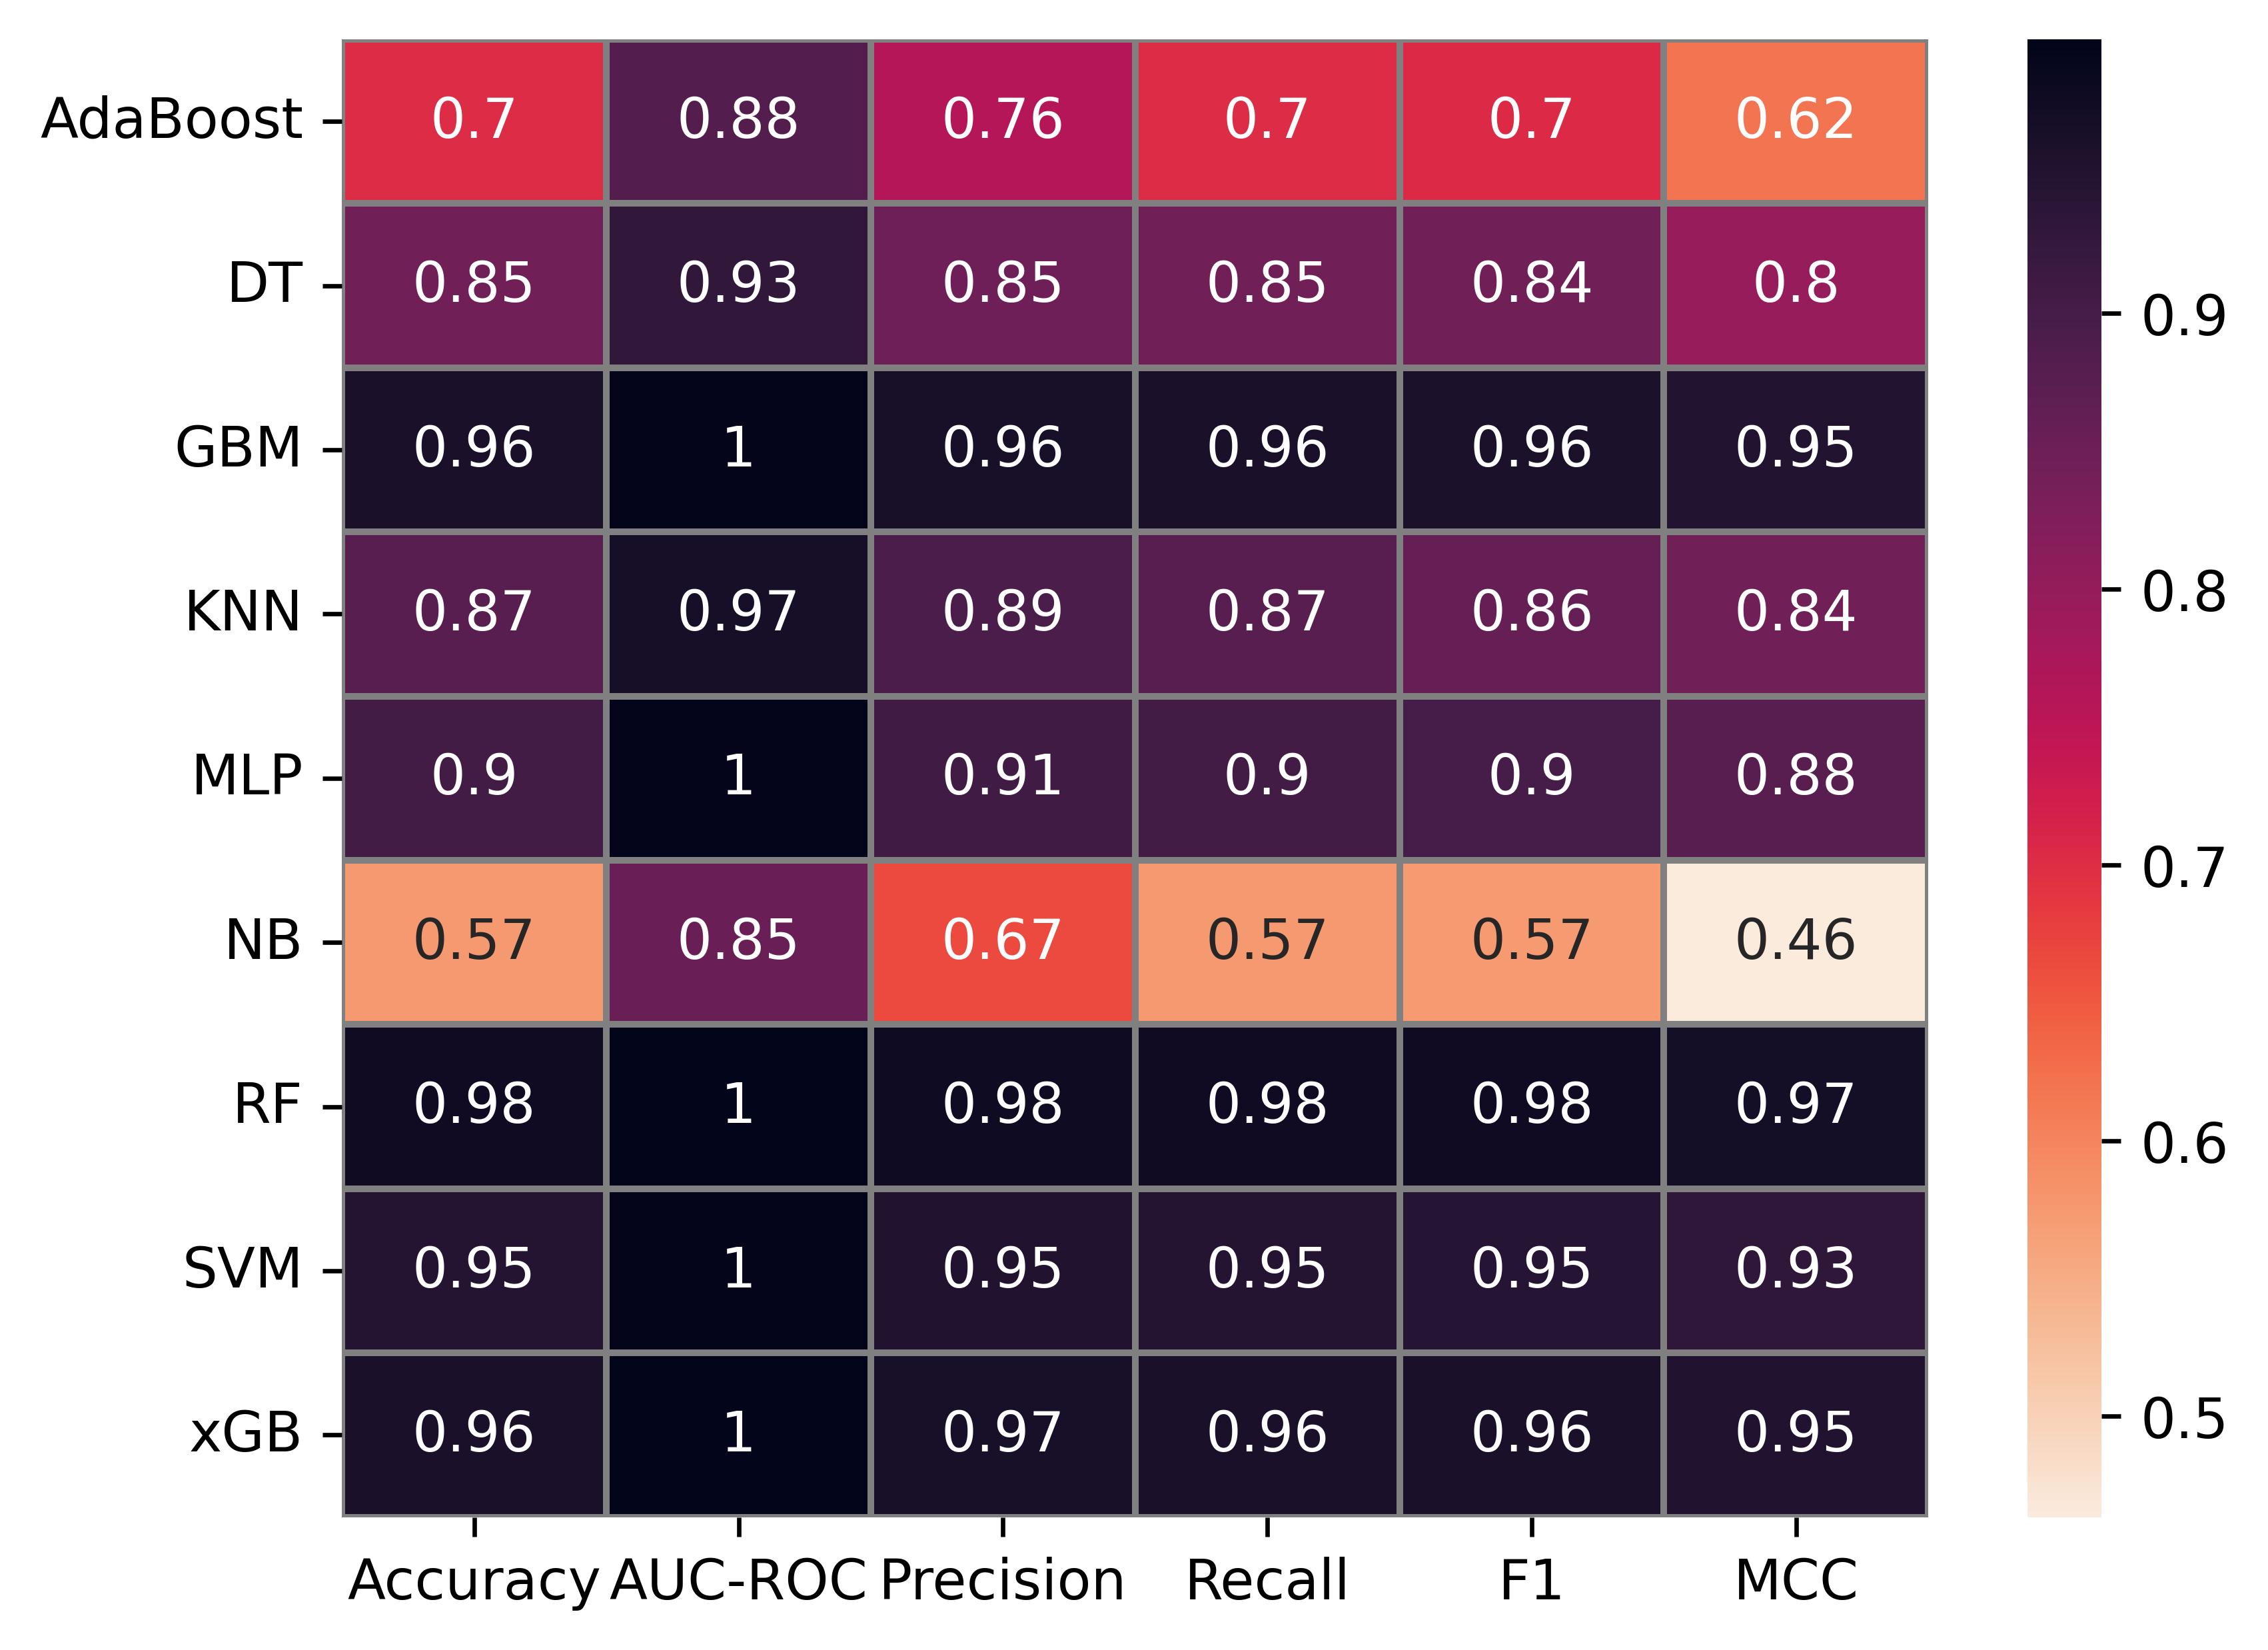 AdaBoost 0.7 0.88 0.76 0.7 0.7 0.62
DT 0.85 0.93 0.85 0.85 0.84 0.8
GBM 0.96 1 0.96 0.96 0.96 0.95
KNN 0.87 0.97 0.89 0.87 0.86 0.84
MLP 0.9 1 0.91 0.9 0.9 0.88
NB 0.57 0.85 0.67 0.57 0.57 0.46
RF 0.98 1 0.98 0.98 0.98 0.97
SVM 0.95 1 0.95 0.95 0.95 0.93
xGB 0.96 1 0.97 0.96 0.96 0.95
Accuracy AUC-ROC Precision Recall F1 MCC
0.9
0.8
0.7
0.6
0.5